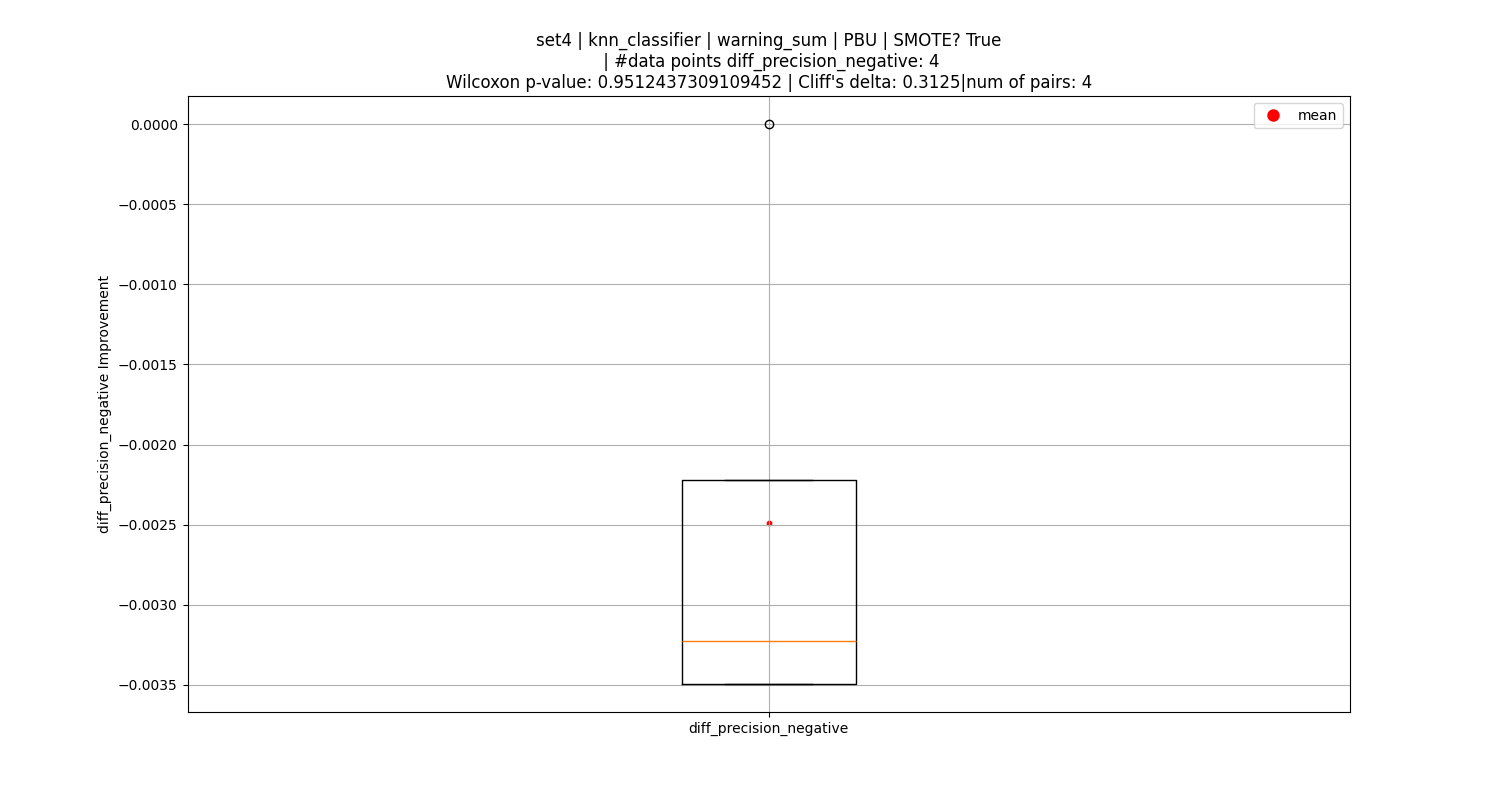 set4 | knn_classifier | warning_sum | PBU | SMOTE? True
| #data points diff_precision_negative: 4
Wilcoxon p-value: 0.9512437309109452 | Cliff's delta: 0.3125|num of pairs: 4
mean
0.0000
−0.0005
−0.0010
−0.0015
−0.0020
−0.0025
−0.0030
−0.0035
diff_precision_negative Improvement
diff_precision_negative